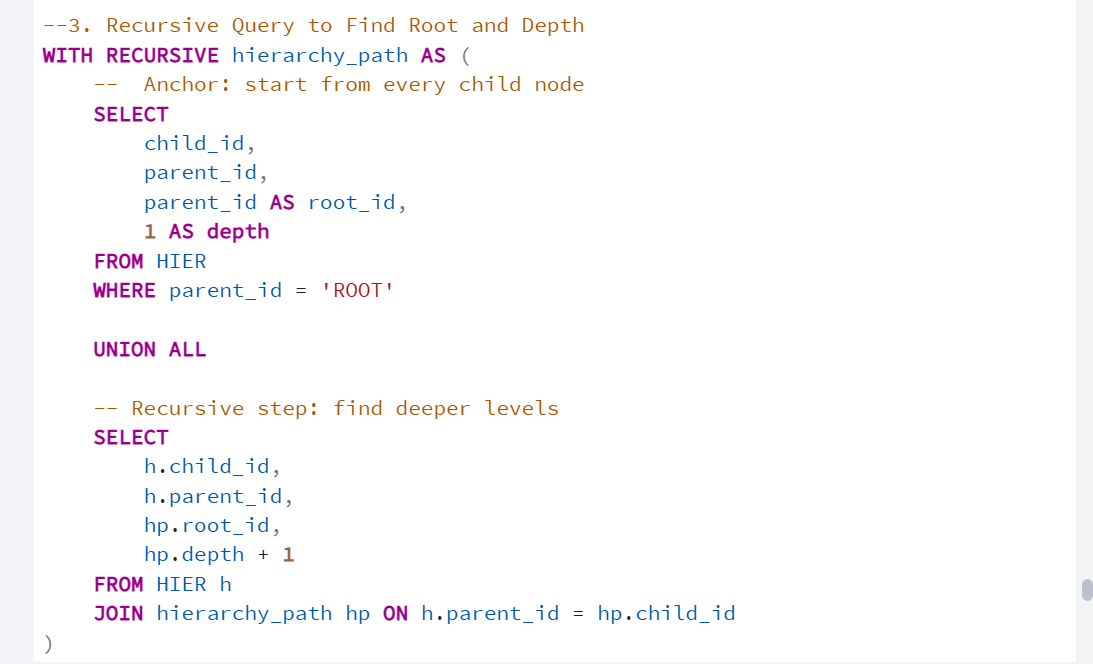 --3. Recursive Query to Find Root and Depth
WITH RECURSIVE hierarchy_path AS (
    --  Anchor: start from every child node
    SELECT
        child_id,
        parent_id,
        parent_id AS root_id,
        1 AS depth
    FROM HIER
    WHERE parent_id = 'ROOT'

    UNION ALL

    -- Recursive step: find deeper levels
    SELECT
        h.child_id,
        h.parent_id,
        hp.root_id,
        hp.depth + 1
    FROM HIER h
    JOIN hierarchy_path hp ON h.parent_id = hp.child_id
)